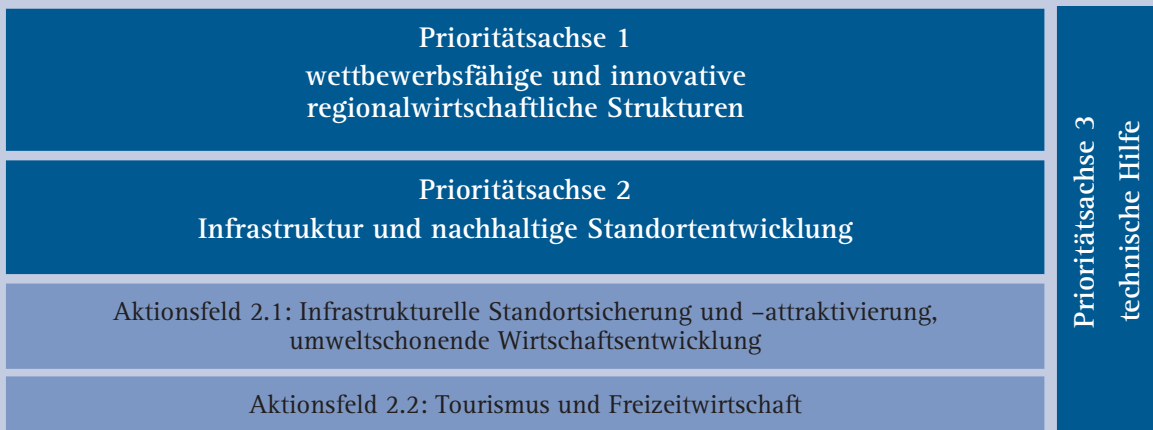 Prioritätsachse 1
wettbewerbsfähige und innovative
regionalwirtschaftliche Strukturen
Prioritätsachse 2
Infrastruktur und nachhaltige Standortentwicklung
Aktionsfeld 2.1: Infrastrukturelle Standortsicherung und –attraktivierung,
umweltschonende Wirtschaftsentwicklung
Aktionsfeld 2.2: Tourismus und Freizeitwirtschaft
Prioritätsachse 3
technische Hilfe